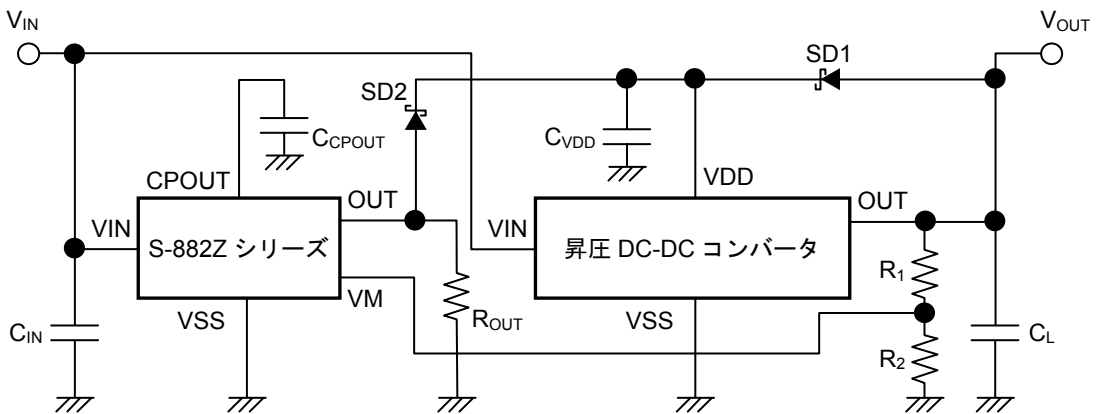 VIN
VOUT
SD1
SD2
CCPOUT
CVDD
CPOUT
OUT
VDD
OUT
VIN
S-882Z シリーズ
VIN
昇圧 DC-DC コンバータ
R1
VM
CIN
VSS
ROUT
VSS
R2
CL